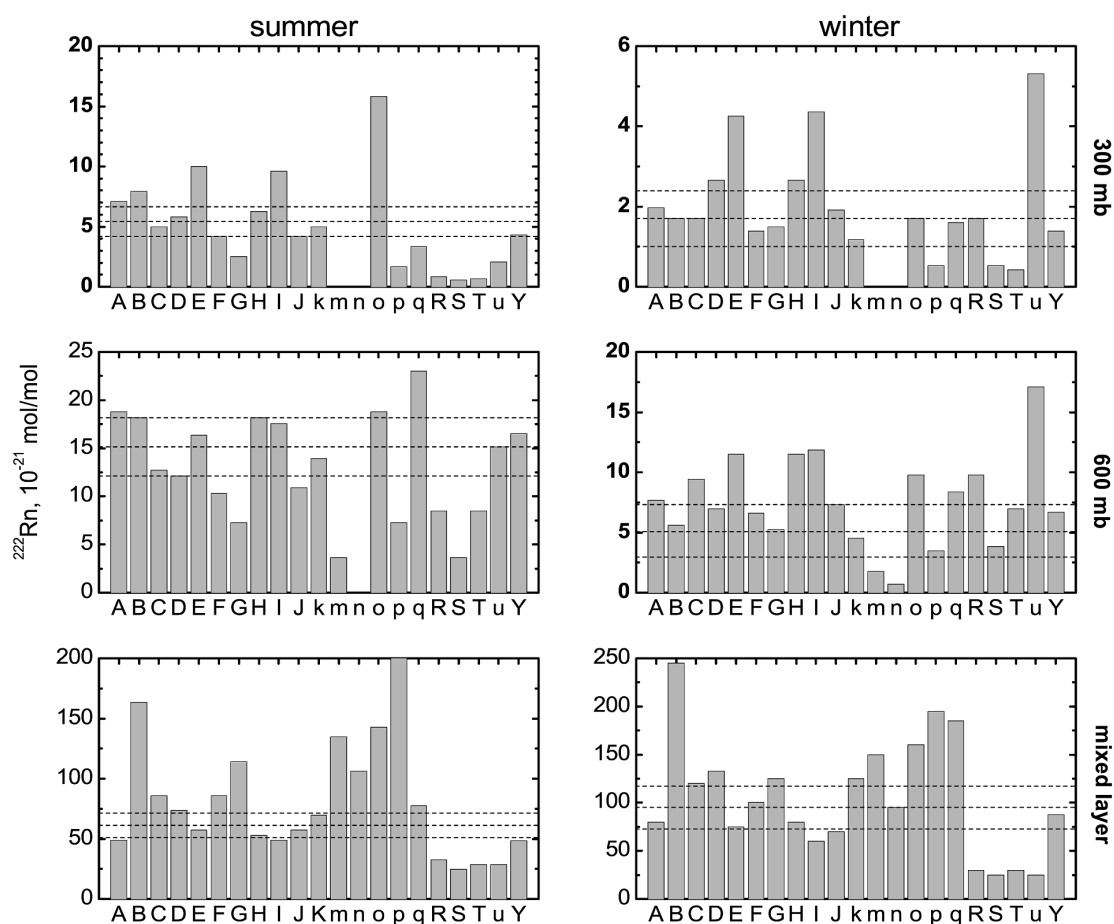 summer
winter
20
15
10
5
0
A B C D E F G H I J k m n o p q R S T u Y
6
4
2
0
A B C D E F G H I J k m n o p q R S T u Y
300 mb
25
20
15
10
5
0
A B C D E F G H I J k m n o p q R S T u Y
20
15
10
5
0
A B C D E F G H I J k m n o p q R S T u Y
600 mb
222Rn, 10-21 mol/mol
200
150
100
50
0
A B C D E F G H I J K m n o p q R S T u Y
250
200
150
100
50
0
A B C D E F G H I J k m n o p q R S T u Y
mixed layer